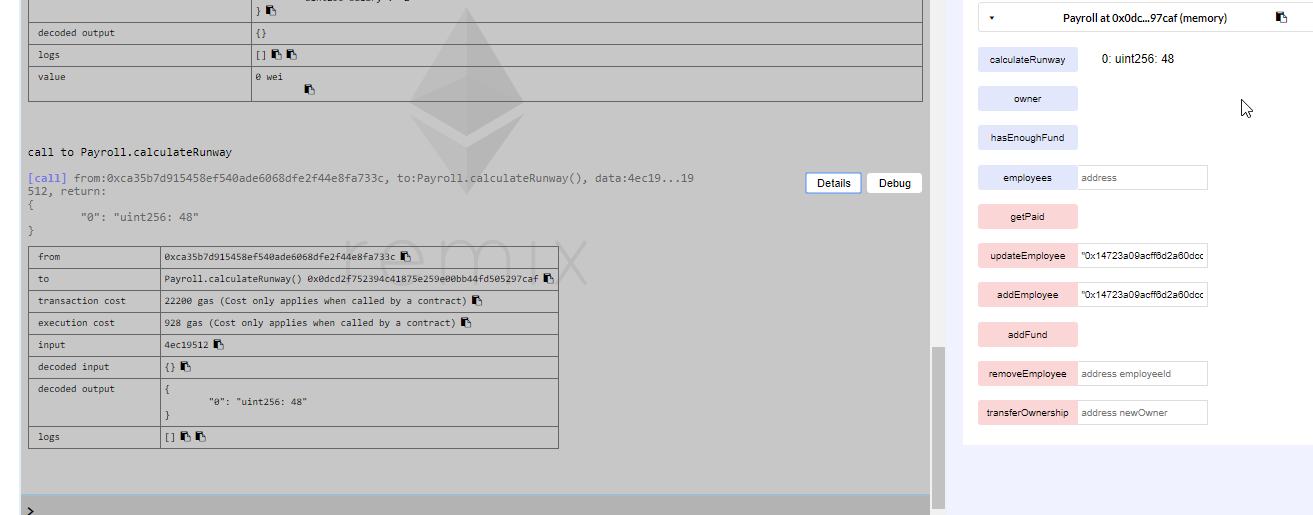 }
decoded output {}
logs []
value 0 wei
call to Payroll.calculateRunway
[call] from:0xca35b7d915458ef540ade6068dfe2f44e8fa733c, to:Payroll.calculateRunway(), data:4ec19...19
512, return:
{
"0": "uint256: 48"
}
Details Debug
remix
from 0xca35b7d915458ef540ade6068dfe2f44e8fa733c
to Payroll.calculateRunway() 0x0dcd2f752394c41875e259e00bb44fd505297caf
transaction cost 22200 gas (Cost only applies when called by a contract)
execution cost 928 gas (Cost only applies when called by a contract)
input 4ec19512
decoded input {}
decoded output {
"0": "uint256: 48"
}
logs []
>
Payroll at 0x0dc...97caf (memory)
calculateRunway 0: uint256: 48
owner
hasEnoughFund
employees address
getPaid
updateEmployee "0x14723a09acff6d2a60dcc
addEmployee "0x14723a09acff6d2a60dcc
addFund
removeEmployee address employeeId
transferOwnership address newOwner